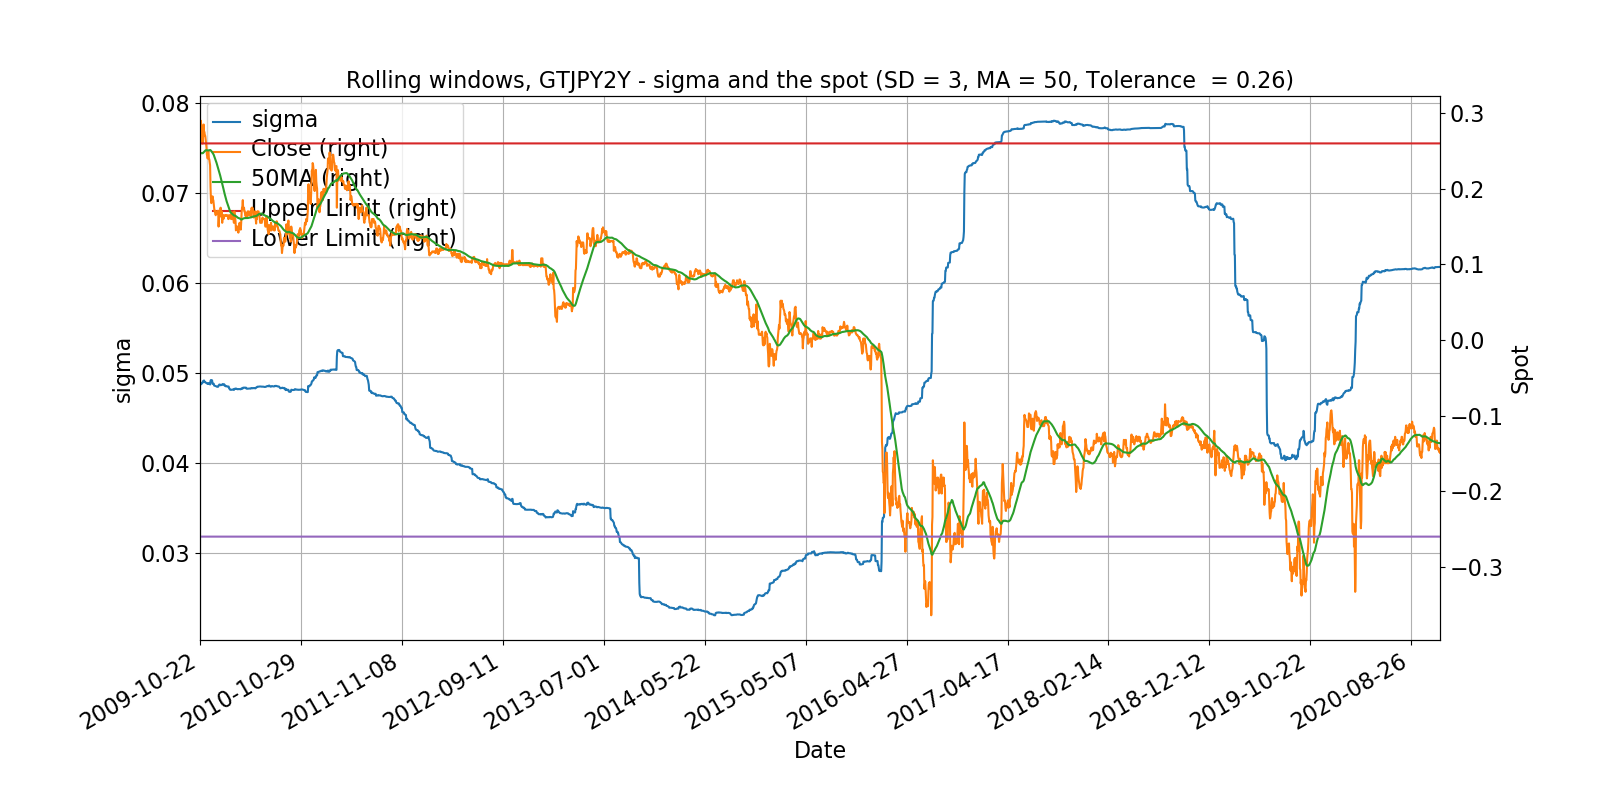 Rolling windows, GTJPY2Y - sigma and the spot (SD = 3, MA = 50, Tolerance  = 0.26)
sigma
Close (right)
50MA (right)
Upper Limit (right)
Lower Limit (right)
0.08
0.07
0.06
0.05
0.04
0.03
sigma
0.3
0.2
0.1
0.0
−0.1
−0.2
−0.3
Spot
2009-10-22
2010-10-29
2011-11-08
2012-09-11
2013-07-01
2014-05-22
2015-05-07
2016-04-27
2017-04-17
2018-02-14
2018-12-12
2019-10-22
2020-08-26
Date